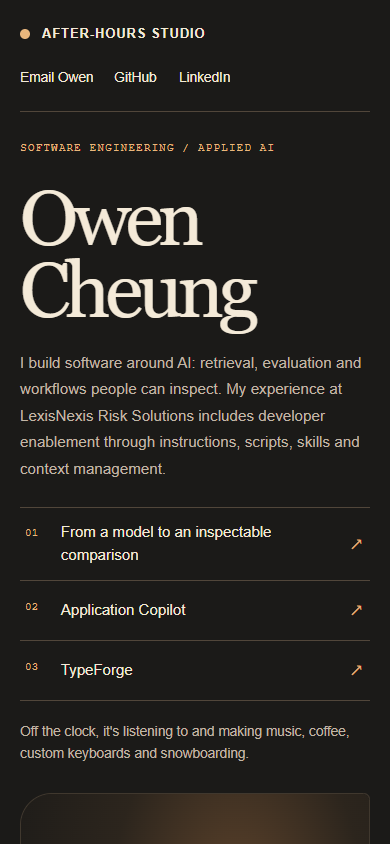 AFTER-HOURS STUDIO
Email Owen GitHub LinkedIn
SOFTWARE ENGINEERING / APPLIED AI
Owen
Cheung
I build software around AI: retrieval, evaluation and
workflows people can inspect. My experience at
LexisNexis Risk Solutions includes developer
enablement through instructions, scripts, skills and
context management.
01 From a model to an inspectable
comparison ↗
02 Application Copilot ↗
03 TypeForge ↗
Off the clock, it's listening to and making music, coffee,
custom keyboards and snowboarding.